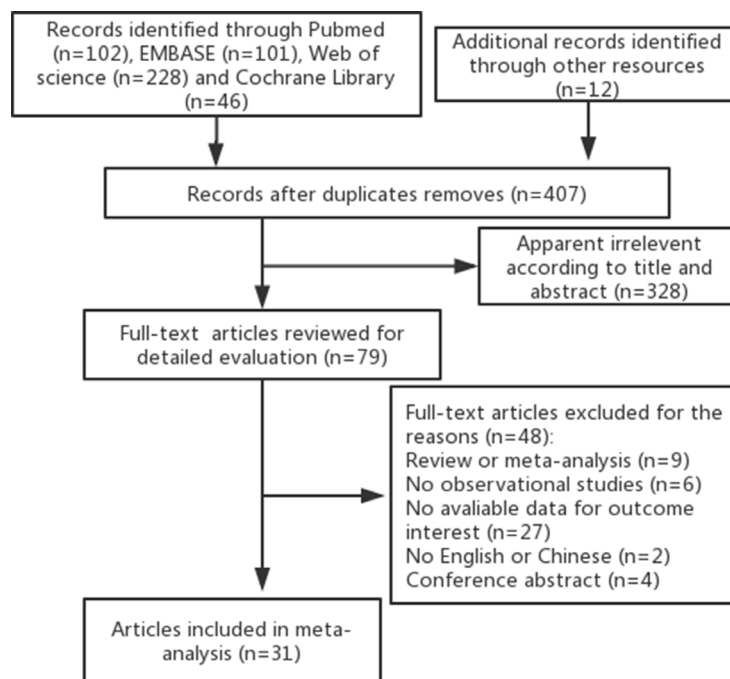 Records identified through Pubmed
(n=102), EMBASE (n=101), Web of
science (n=228) and Cochrane Library
(n=46)
Additional records identified
through other resources
(n=12)
Records after duplicates removes (n=407)
Apparent irrelevent
according to title and
abstract (n=328)
Full-text articles reviewed for
detailed evaluation (n=79)
Full-text articles excluded for the
reasons (n=48):
Review or meta-analysis (n=9)
No observational studies (n=6)
No avaliable data for outcome
interest (n=27)
No English or Chinese (n=2)
Conference abstract (n=4)
Articles included in meta-
analysis (n=31)